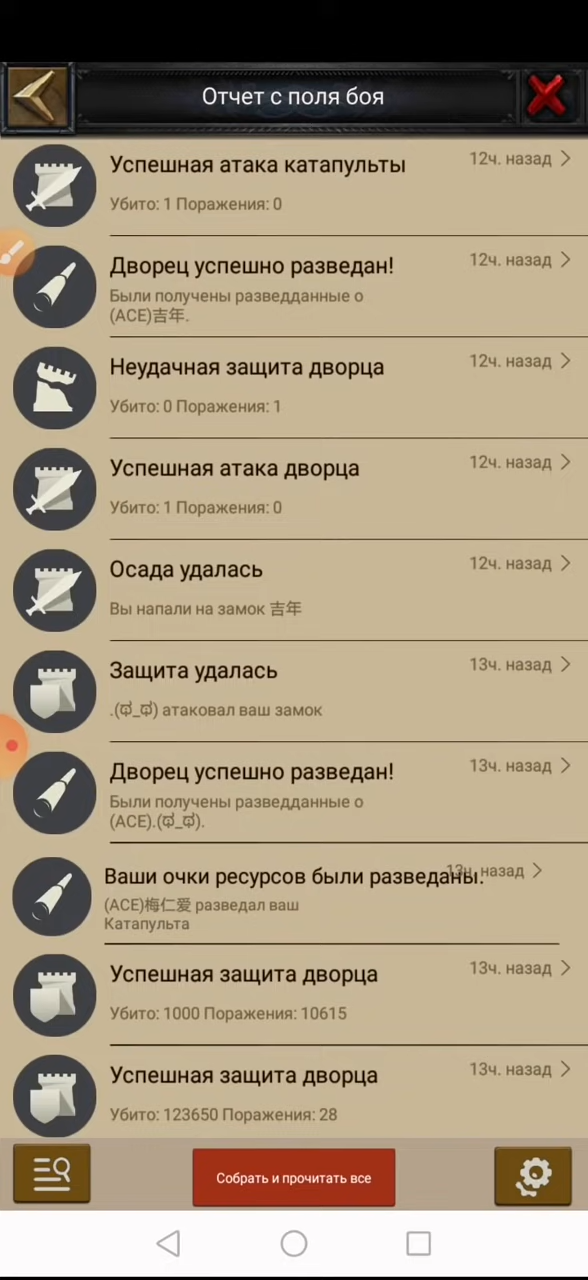 Отчет с поля боя
Успешная атака катапульты
12ч. назад
Убито: 1 Поражения: 0
Дворец успешно разведан!
12ч. назад
Были получены разведданные о
(ACE)吉年.
Неудачная защита дворца
12ч. назад
Убито: 0 Поражения: 1
Успешная атака дворца
12ч. назад
Убито: 1 Поражения: 0
Осада удалась
12ч. назад
Вы напали на замок 吉年
Защита удалась
13ч. назад
атаковал ваш замок
Дворец успешно разведан!
13ч. назад
Были получены разведданные о
Ваши очки ресурсов были разведаны.
13ч. назад
(ACE)梅仁爱 разведал ваш
Катапульта
Успешная защита дворца
13ч. назад
Убито: 1000 Поражения: 10615
Успешная защита дворца
13ч. назад
Убито: 123650 Поражения: 28
Собрать и прочитать все